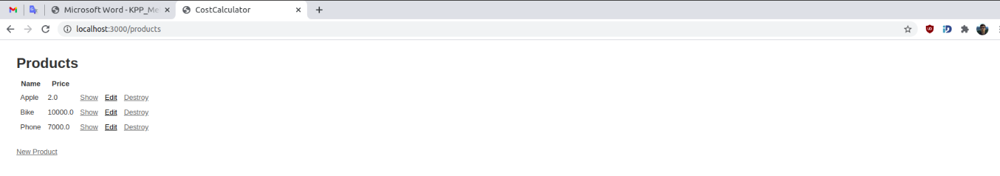 Microsoft Word - KPP_Me
CostCalculator
localhost:3000/products
Products
Name Price
Apple 2.0 Show Edit Destroy
Bike 10000.0 Show Edit Destroy
Phone 7000.0 Show Edit Destroy
New Product